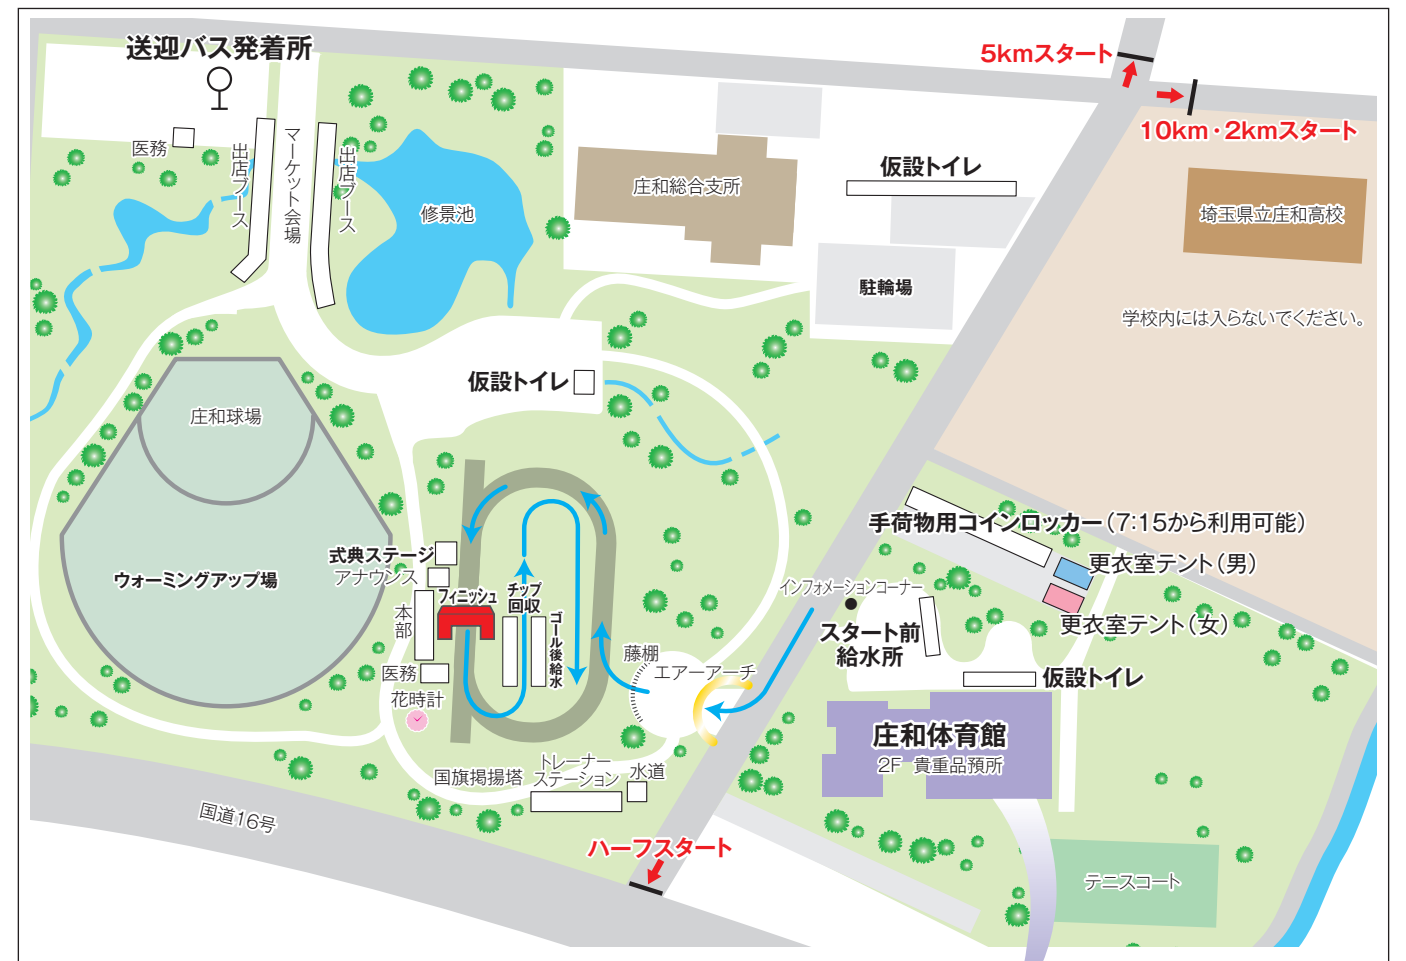 送迎バス発着所
5kmスタート
10km・2kmスタート
医務
出店ブース
マーケット会場
出店ブース
修景池
庄和総合支所
仮設トイレ
埼玉県立庄和高校
駐輪場
学校内には入らないでください。
仮設トイレ
庄和球場
ウォーミングアップ場
手荷物用コインロッカー（7:15から利用可能）
式典ステージ
アナウンス
フィニッシュ
チップ
回収
ゴール後給水
本部
医務
花時計
更衣室テント（男）
インフォメーションコーナー
更衣室テント（女）
スタート前
給水所
藤棚
エアーアーチ
仮設トイレ
庄和体育館
2F 貴重品預所
国旗掲揚塔
トレーナー
ステーション
水道
国道16号
ハーフスタート
テニスコート